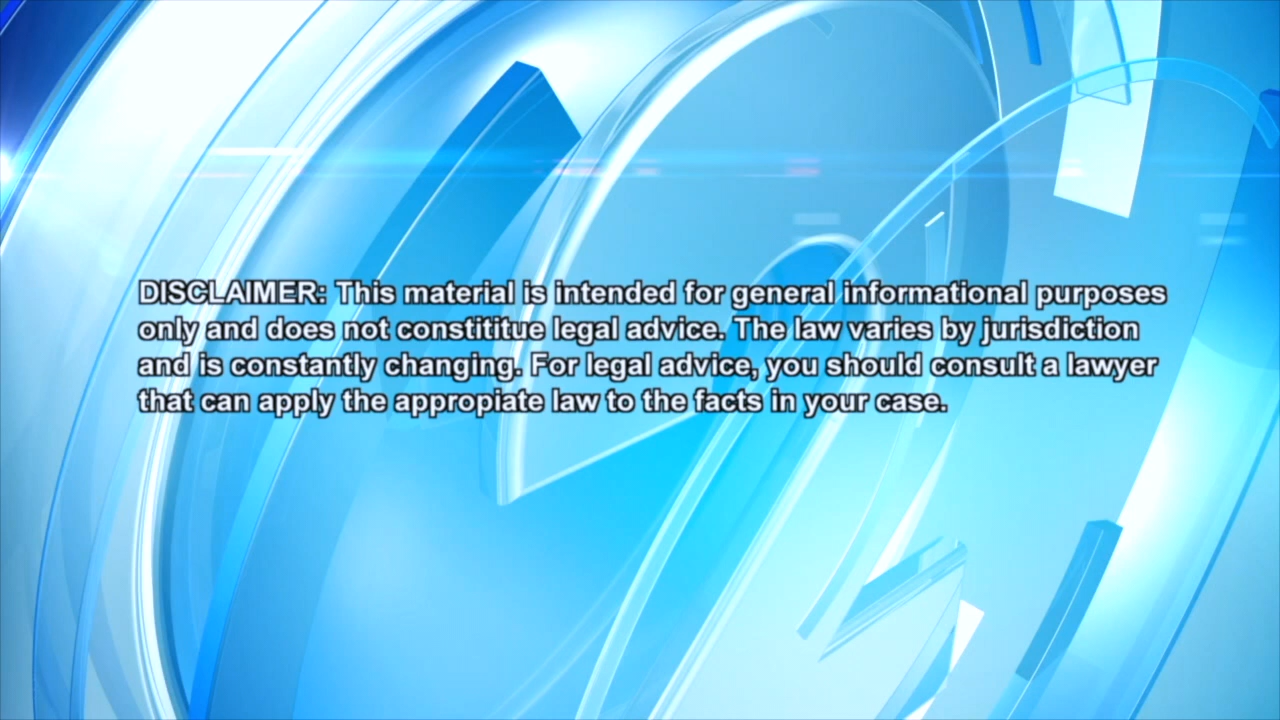 DISCLAIMER: This material is intended for general informational purposes
only and does not constititue legal advice. The law varies by jurisdiction
and is constantly changing. For legal advice, you should consult a lawyer
that can apply the appropiate law to the facts in your case.